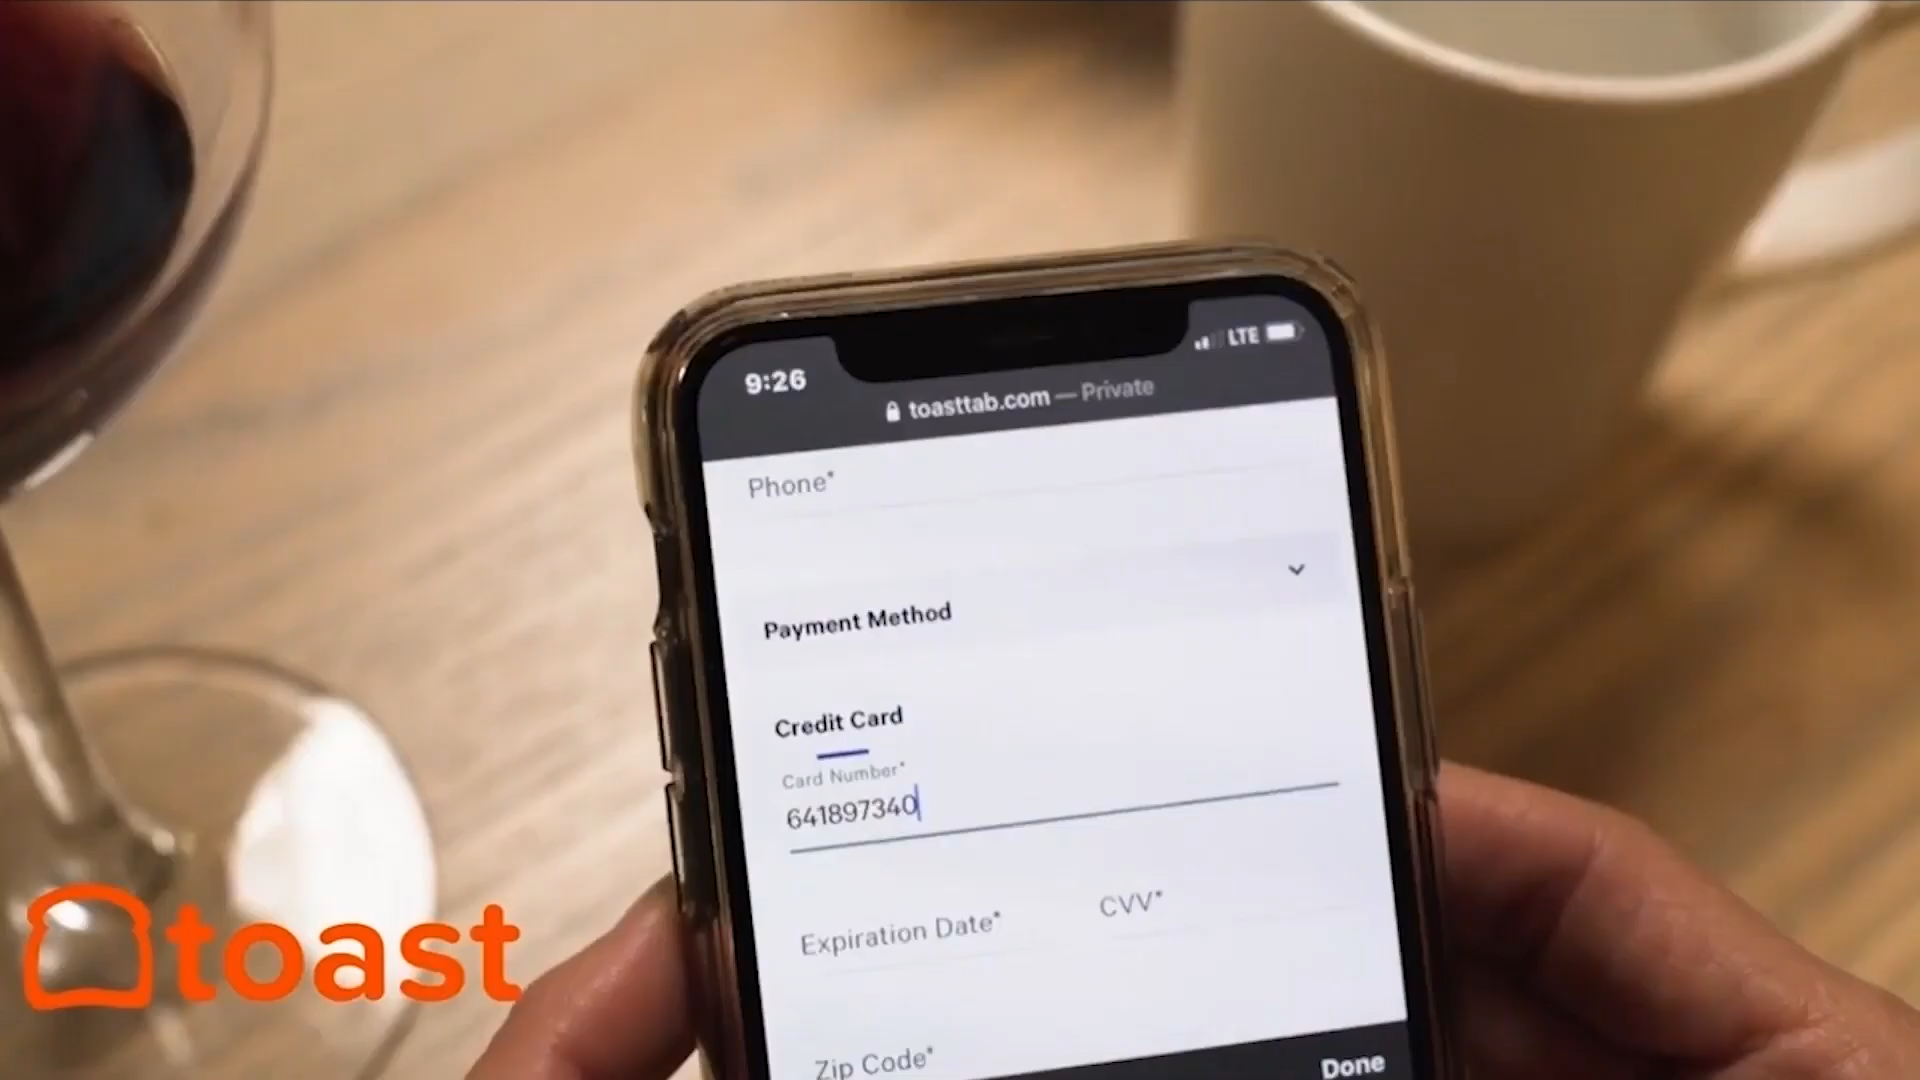 9:26
LTE
toasttab.com — Private
Phone*
Payment Method
Credit Card
Card Number*
641897340
Expiration Date*
CVV*
Zip Code*
Done
toast